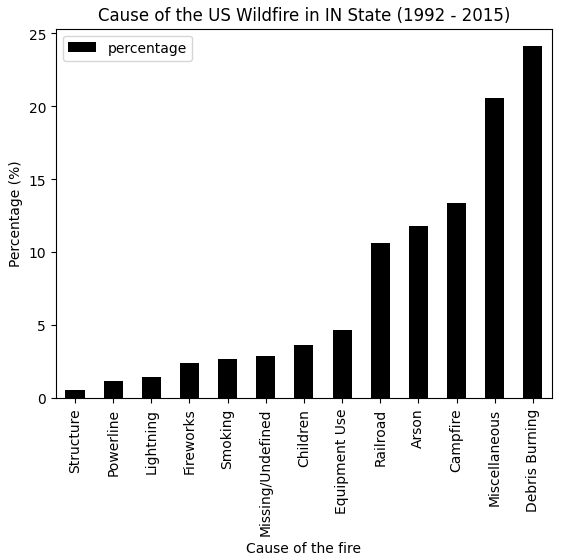 Cause of the US Wildfire in IN State (1992 - 2015)
percentage
Percentage (%)
25
20
15
10
5
0
Structure
Powerline
Lightning
Fireworks
Smoking
Missing/Undefined
Children
Equipment Use
Railroad
Arson
Campfire
Miscellaneous
Debris Burning
Cause of the fire